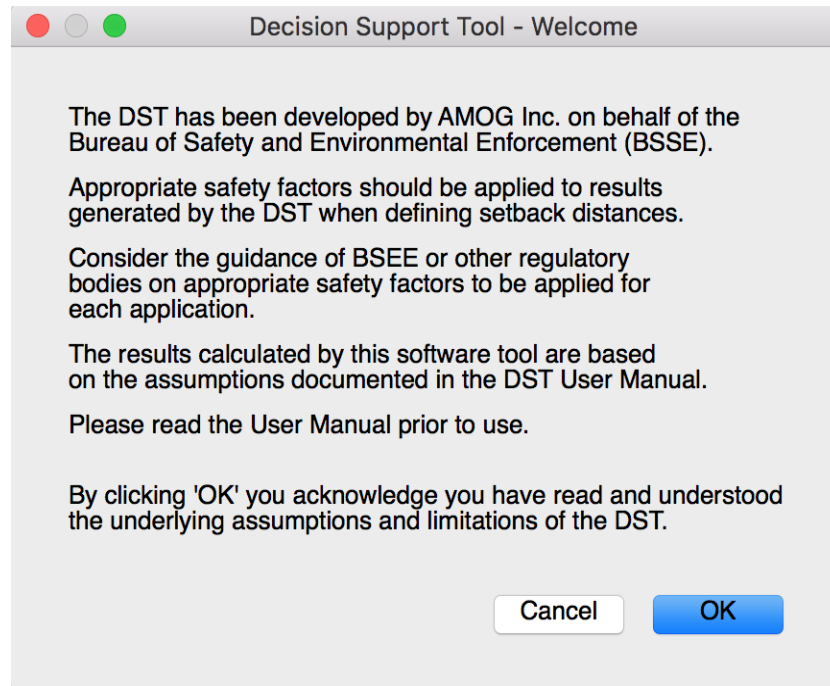 Decision Support Tool - Welcome
The DST has been developed by AMOG Inc. on behalf of the
Bureau of Safety and Environmental Enforcement (BSSE).
Appropriate safety factors should be applied to results
generated by the DST when defining setback distances.
Consider the guidance of BSEE or other regulatory
bodies on appropriate safety factors to be applied for
each application.
The results calculated by this software tool are based
on the assumptions documented in the DST User Manual.
Please read the User Manual prior to use.
By clicking 'OK' you acknowledge you have read and understood
the underlying assumptions and limitations of the DST.
Cancel OK